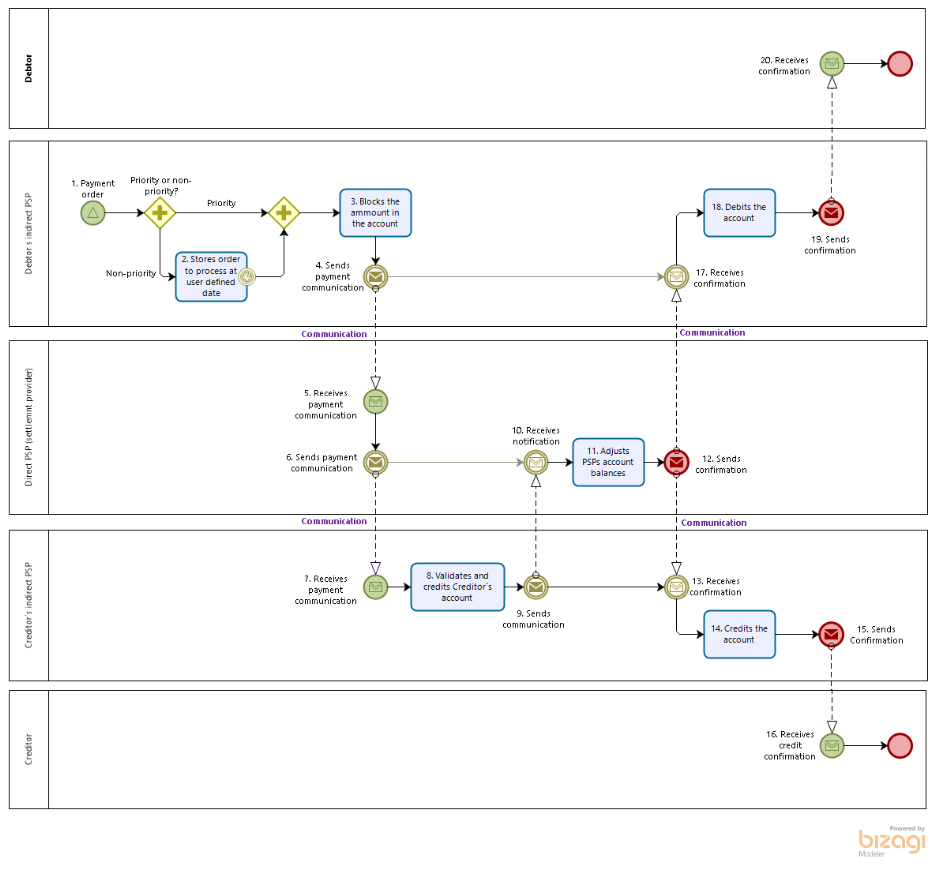 Debtor
20. Receives
confirmation
Debtor´s indirect PSP
1. Payment
order
Priority or non-
priority?
Priority
Non-priority
2. Stores order
to process at
user defined
date
3. Blocks the
ammount in
the account
4. Sends
payment
communication
17. Receives
confirmation
18. Debits the
account
19. Sends
confirmation
Communication
Communication
Direct PSP (settlemnt provider)
5. Receives
payment
communication
6. Sends payment
communication
10. Receives
notification
11. Adjusts
PSPs account
balances
12. Sends
confirmation
Communication
Communication
Creditor´s indirect PSP
7. Receives
payment
communication
8. Validates and
credits Creditor´s
account
9. Sends
communication
13. Receives
confirmation
14. Credits the
account
15. Sends
Confirmation
Creditor
16. Receives
credit
confirmation
Powered by
bizagi
Modeler